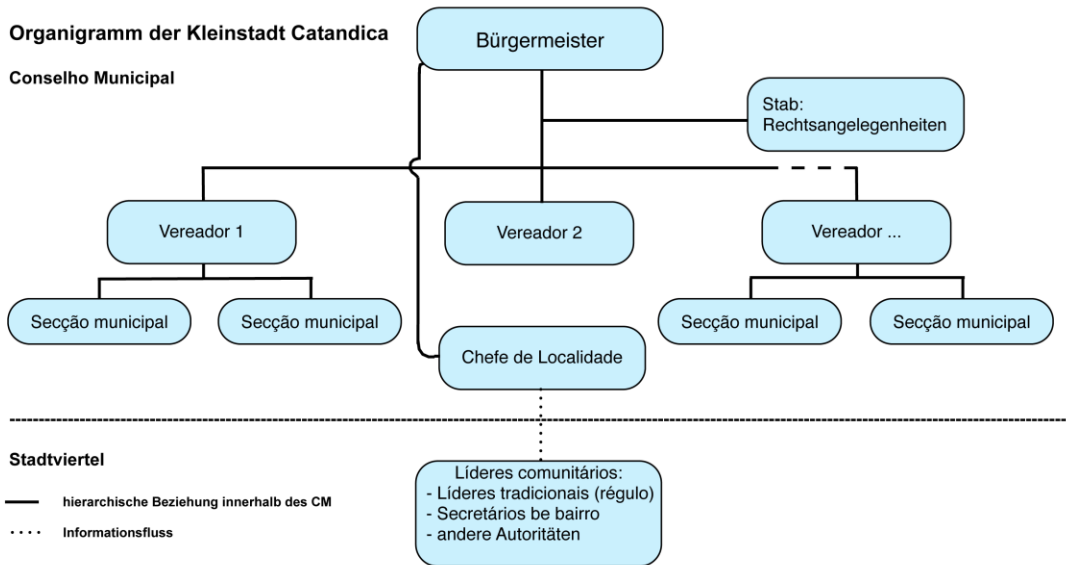 Organigramm der Kleinstadt Catandica
Conselho Municipal
Bürgermeister
Stab:
Rechtsangelegenheiten
Vereador 1
Vereador 2
Vereador ...
Secção municipal
Secção municipal
Secção municipal
Secção municipal
Chefe de Localidade
Stadtviertel
hierarchische Beziehung innerhalb des CM
Informationsfluss
Líderes comunitários:
- Líderes tradicionais (régulo)
- Secretários be bairro
- andere Autoritäten